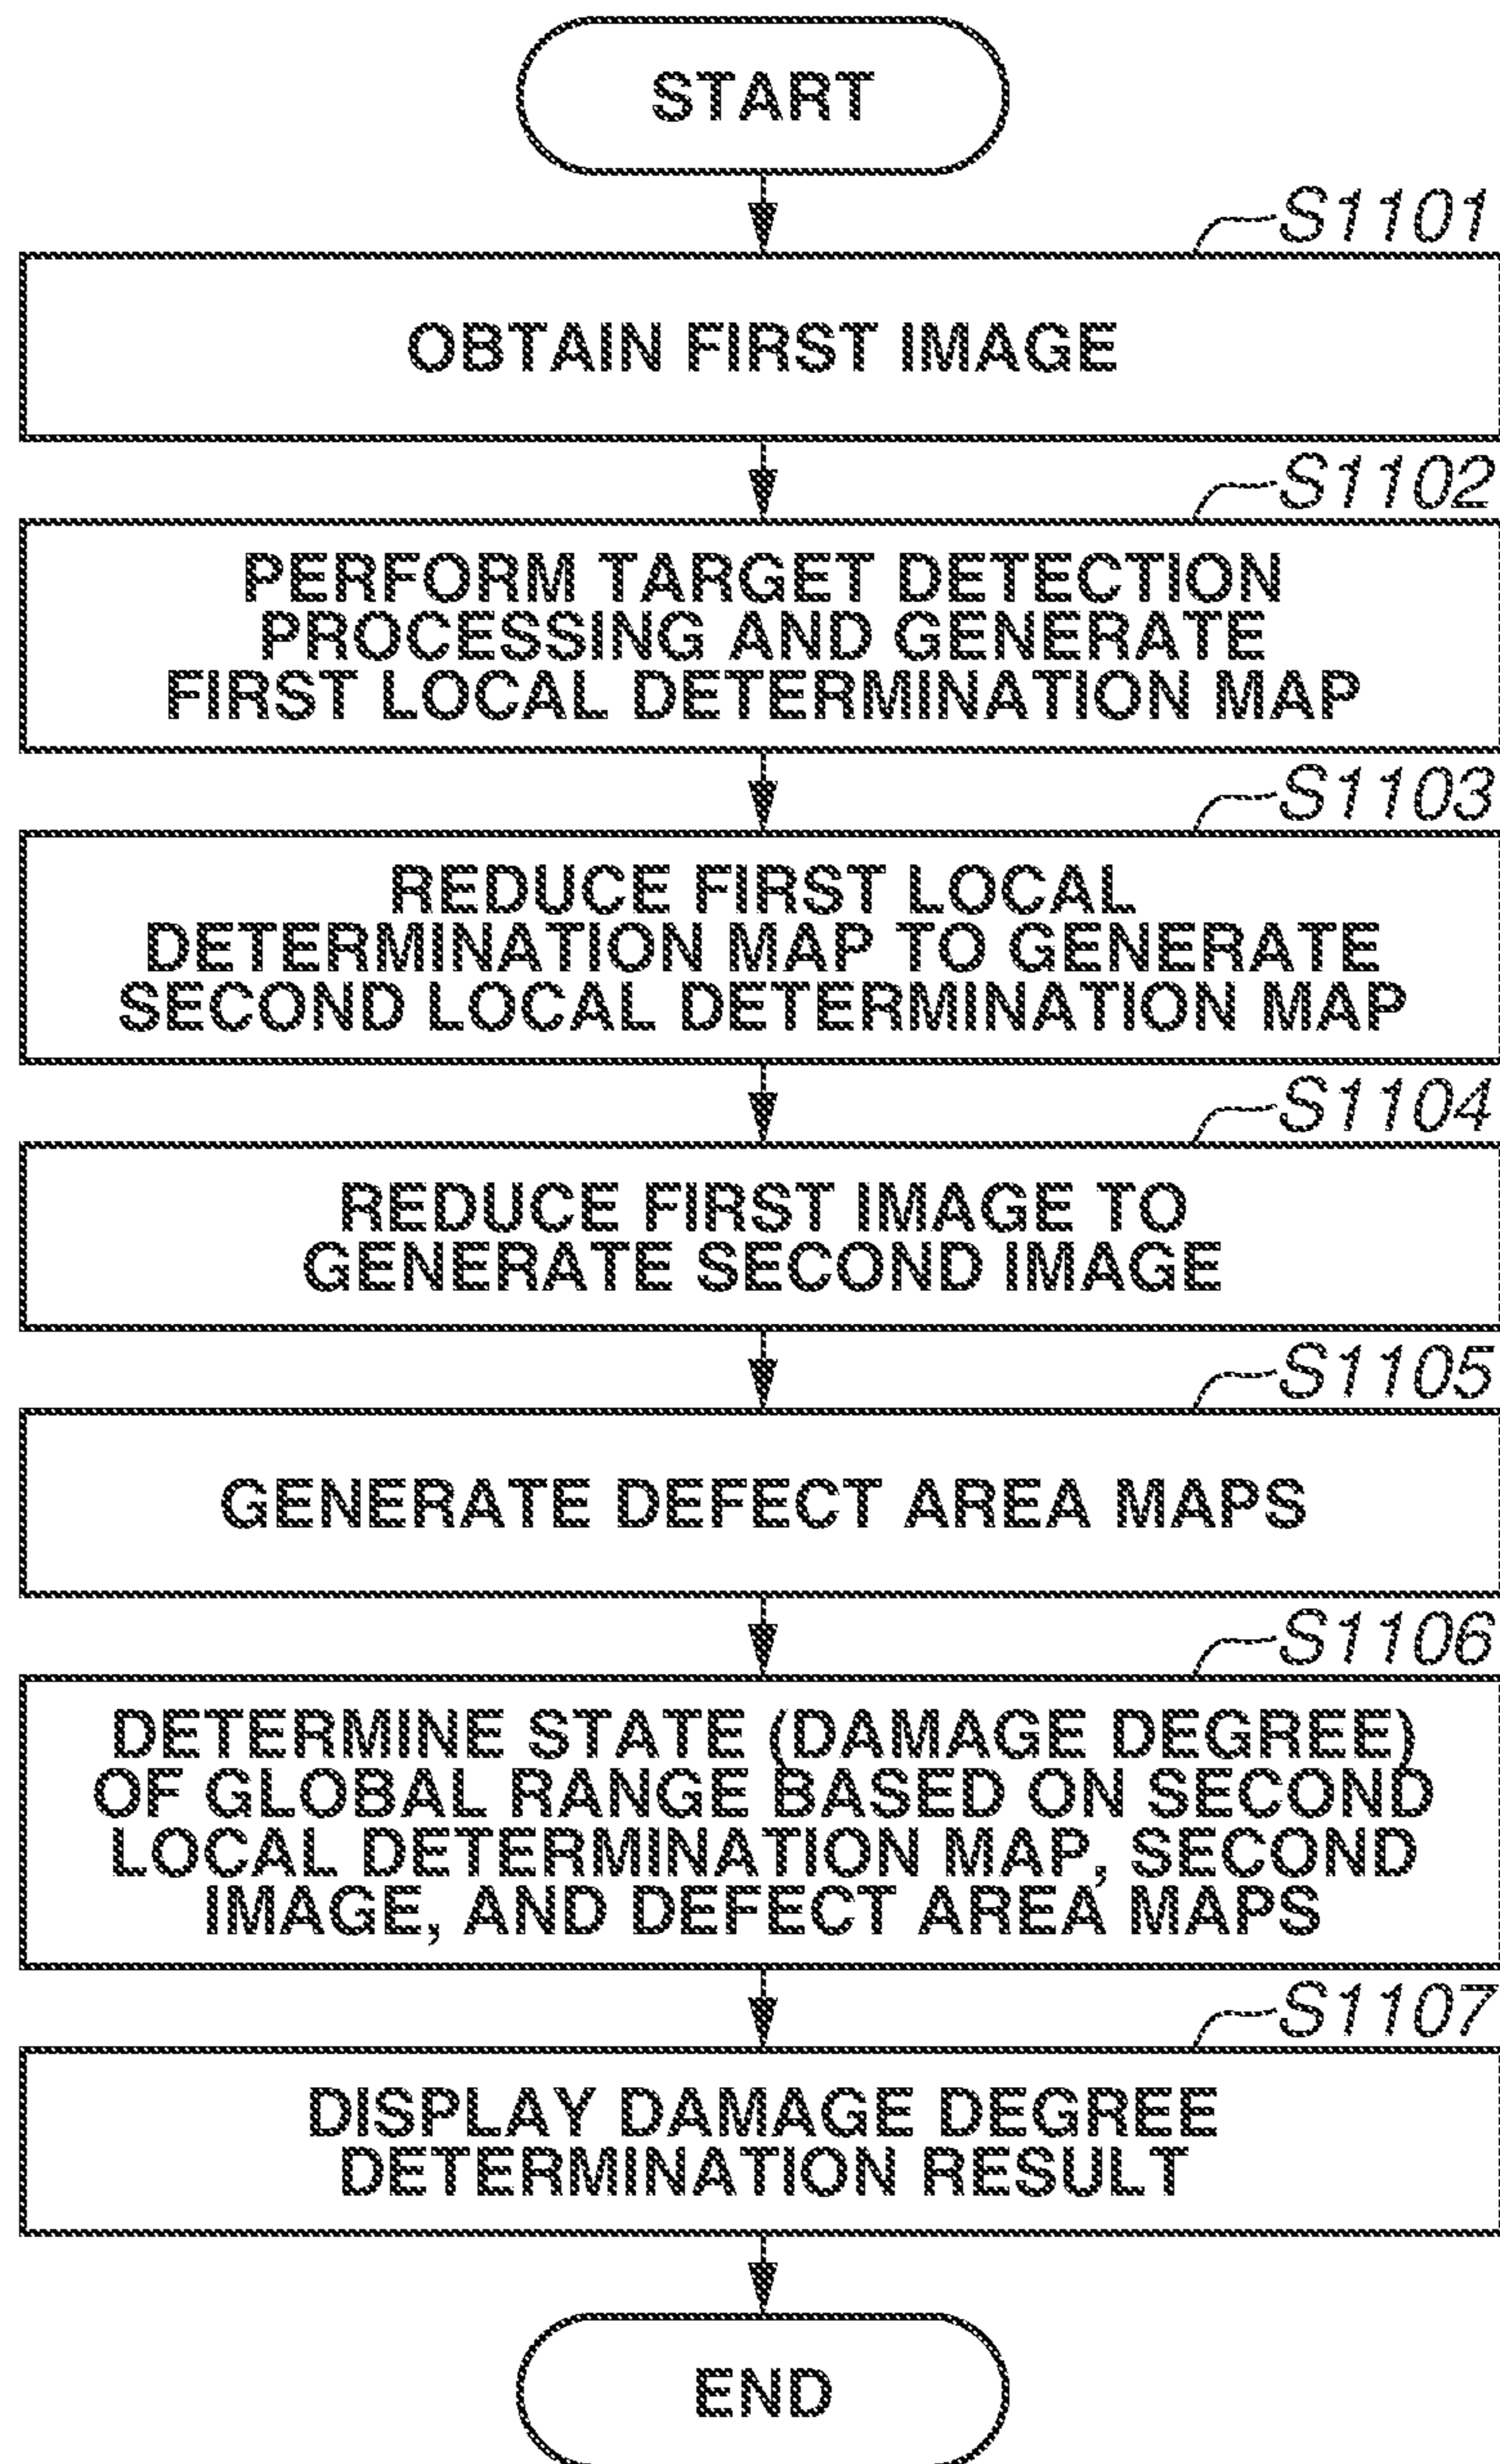 START
S1101
OBTAIN FIRST IMAGE
S1102
PERFORM TARGET DETECTION
PROCESSING AND GENERATE
FIRST LOCAL DETERMINATION MAP
S1103
REDUCE FIRST LOCAL
DETERMINATION MAP TO GENERATE
SECOND LOCAL DETERMINATION MAP
S1104
REDUCE FIRST IMAGE TO
GENERATE SECOND IMAGE
S1105
GENERATE DEFECT AREA MAPS
S1106
DETERMINE STATE (DAMAGE DEGREE)
OF GLOBAL RANGE BASED ON SECOND
LOCAL DETERMINATION MAP, SECOND
IMAGE, AND DEFECT AREA MAPS
S1107
DISPLAY DAMAGE DEGREE
DETERMINATION RESULT
END